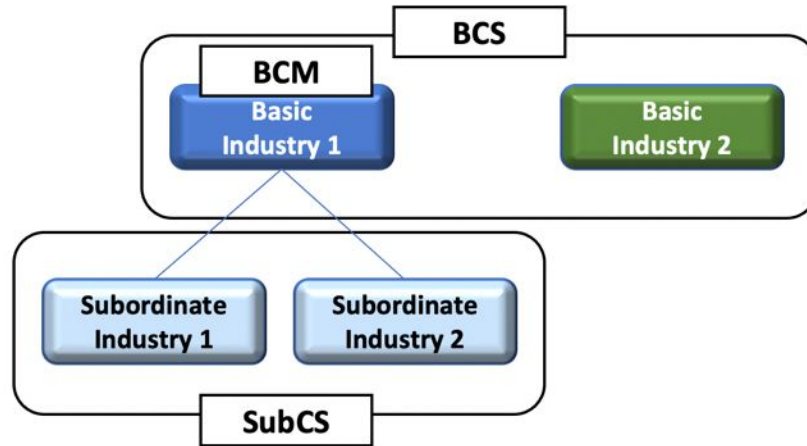 BCS
BCM
Basic
Industry 1
Basic
Industry 2
Subordinate
Industry 1
Subordinate
Industry 2
SubCS